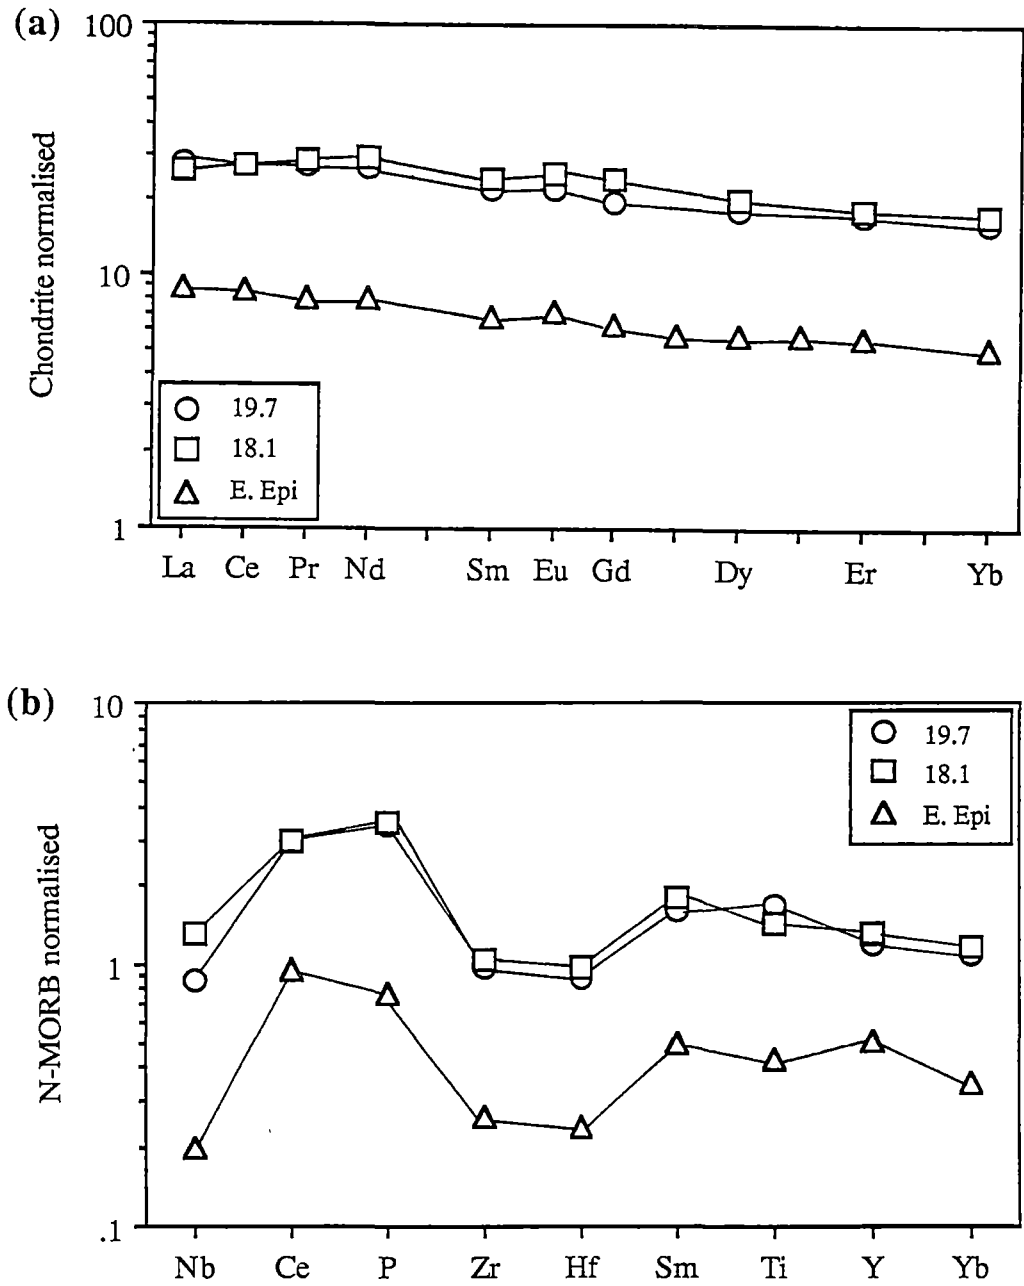 (a)
100
10
1
Chondrite normalised
19.7
18.1
E. Epi
La Ce Pr Nd Sm Eu Gd Dy Er Yb
(b)
10
1
.1
N-MORB normalised
19.7
18.1
E. Epi
Nb Ce P Zr Hf Sm Ti Y Yb